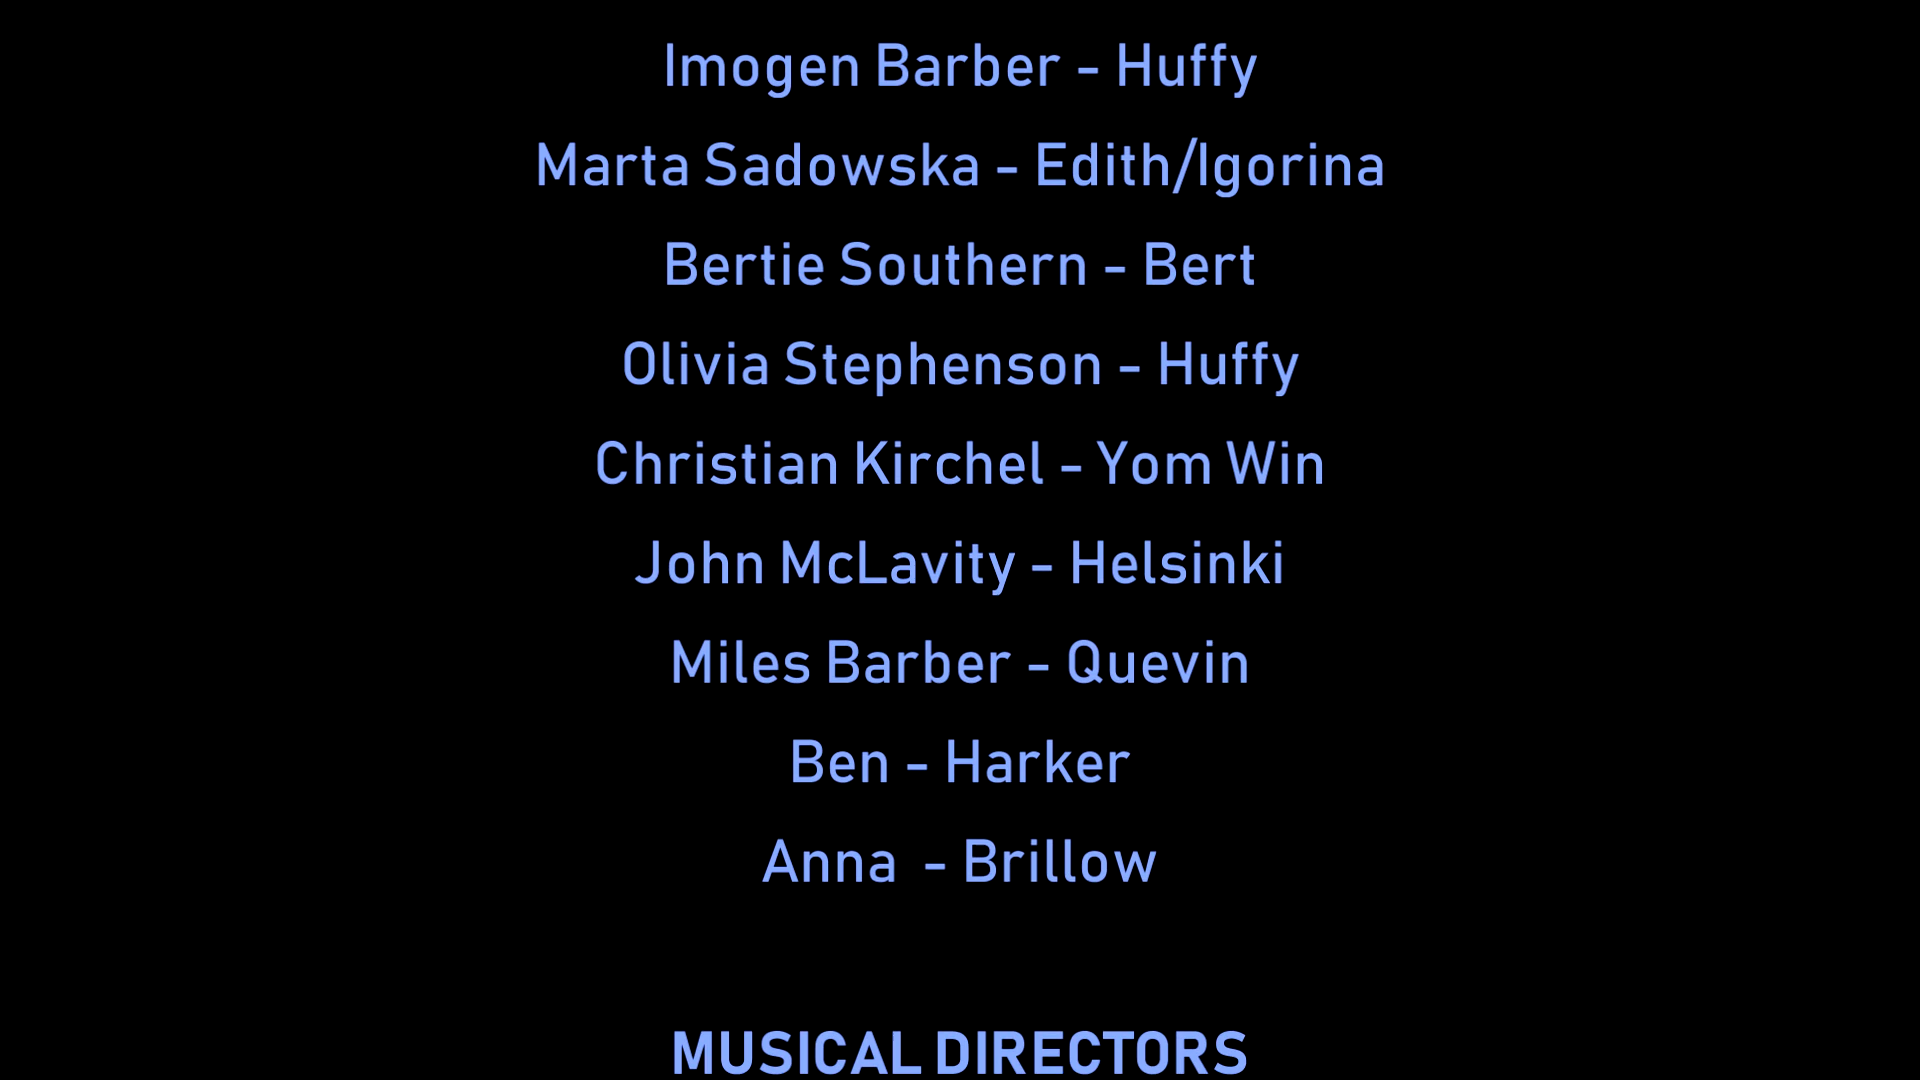 Imogen Barber - Huffy
Marta Sadowska - Edith/Igorina
Bertie Southern - Bert
Olivia Stephenson - Huffy
Christian Kirchel - Yom Win
John McLavity - Helsinki
Miles Barber - Quevin
Ben - Harker
Anna  - Brillow
MUSICAL DIRECTORS